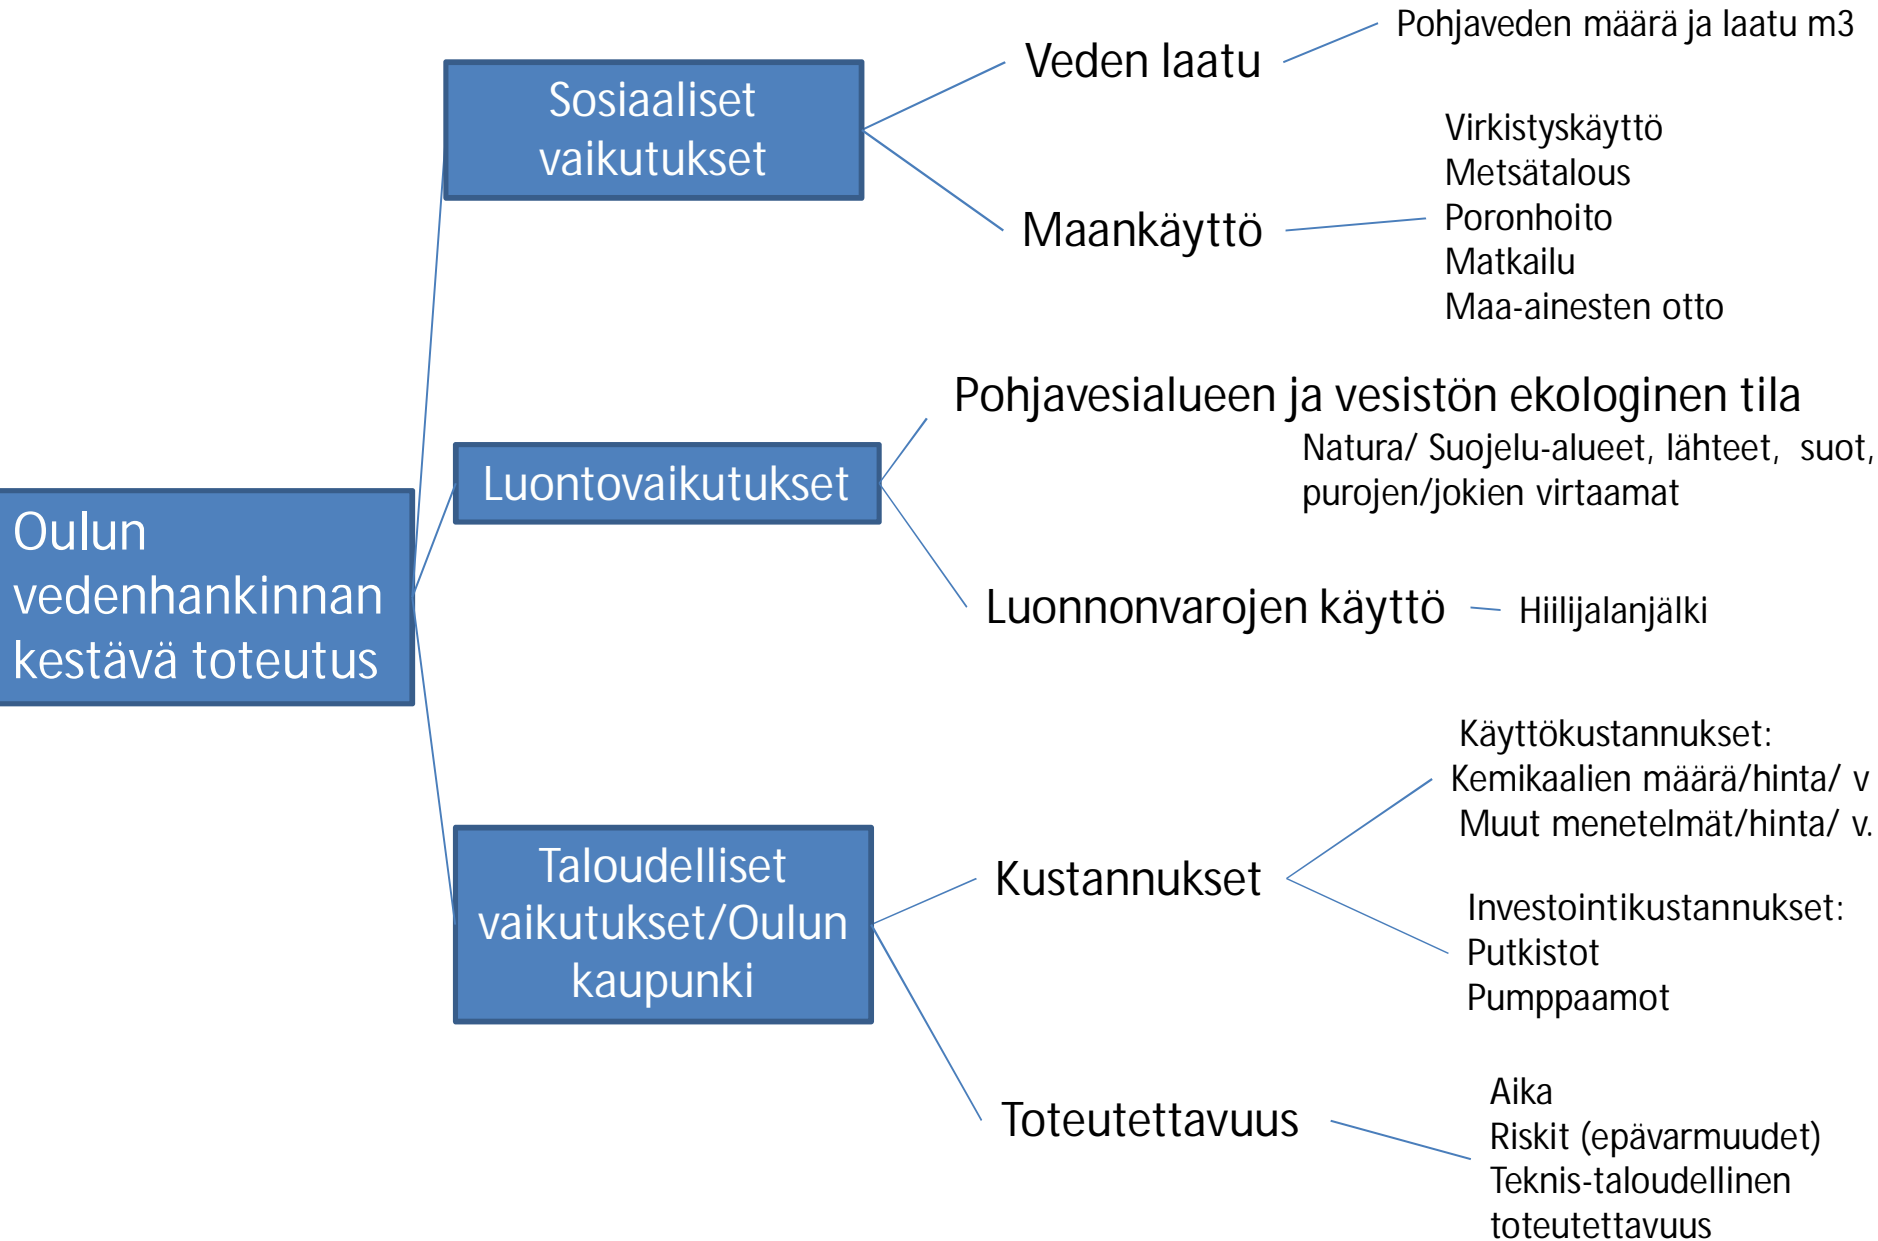 Oulun
vedenhankinnan
kestävä toteutus
Sosiaaliset
vaikutukset
Veden laatu
Pohjaveden määrä ja laatu m3
Maankäyttö
Virkistyskäyttö
Metsätalous
Poronhoito
Matkailu
Maa-ainesten otto
Luontovaikutukset
Pohjavesialueen ja vesistön ekologinen tila
Natura/ Suojelu-alueet, lähteet, suot,
purojen/jokien virtaamat
Luonnonvarojen käyttö
Hiilijalanjälki
Taloudelliset
vaikutukset/Oulun
kaupunki
Kustannukset
Käyttökustannukset:
Kemikaalien määrä/hinta/ v
Muut menetelmät/hinta/ v.
Investointikustannukset:
Putkistot
Pumppaamot
Toteutettavuus
Aika
Riskit (epävarmuudet)
Teknis-taloudellinen
toteutettavuus